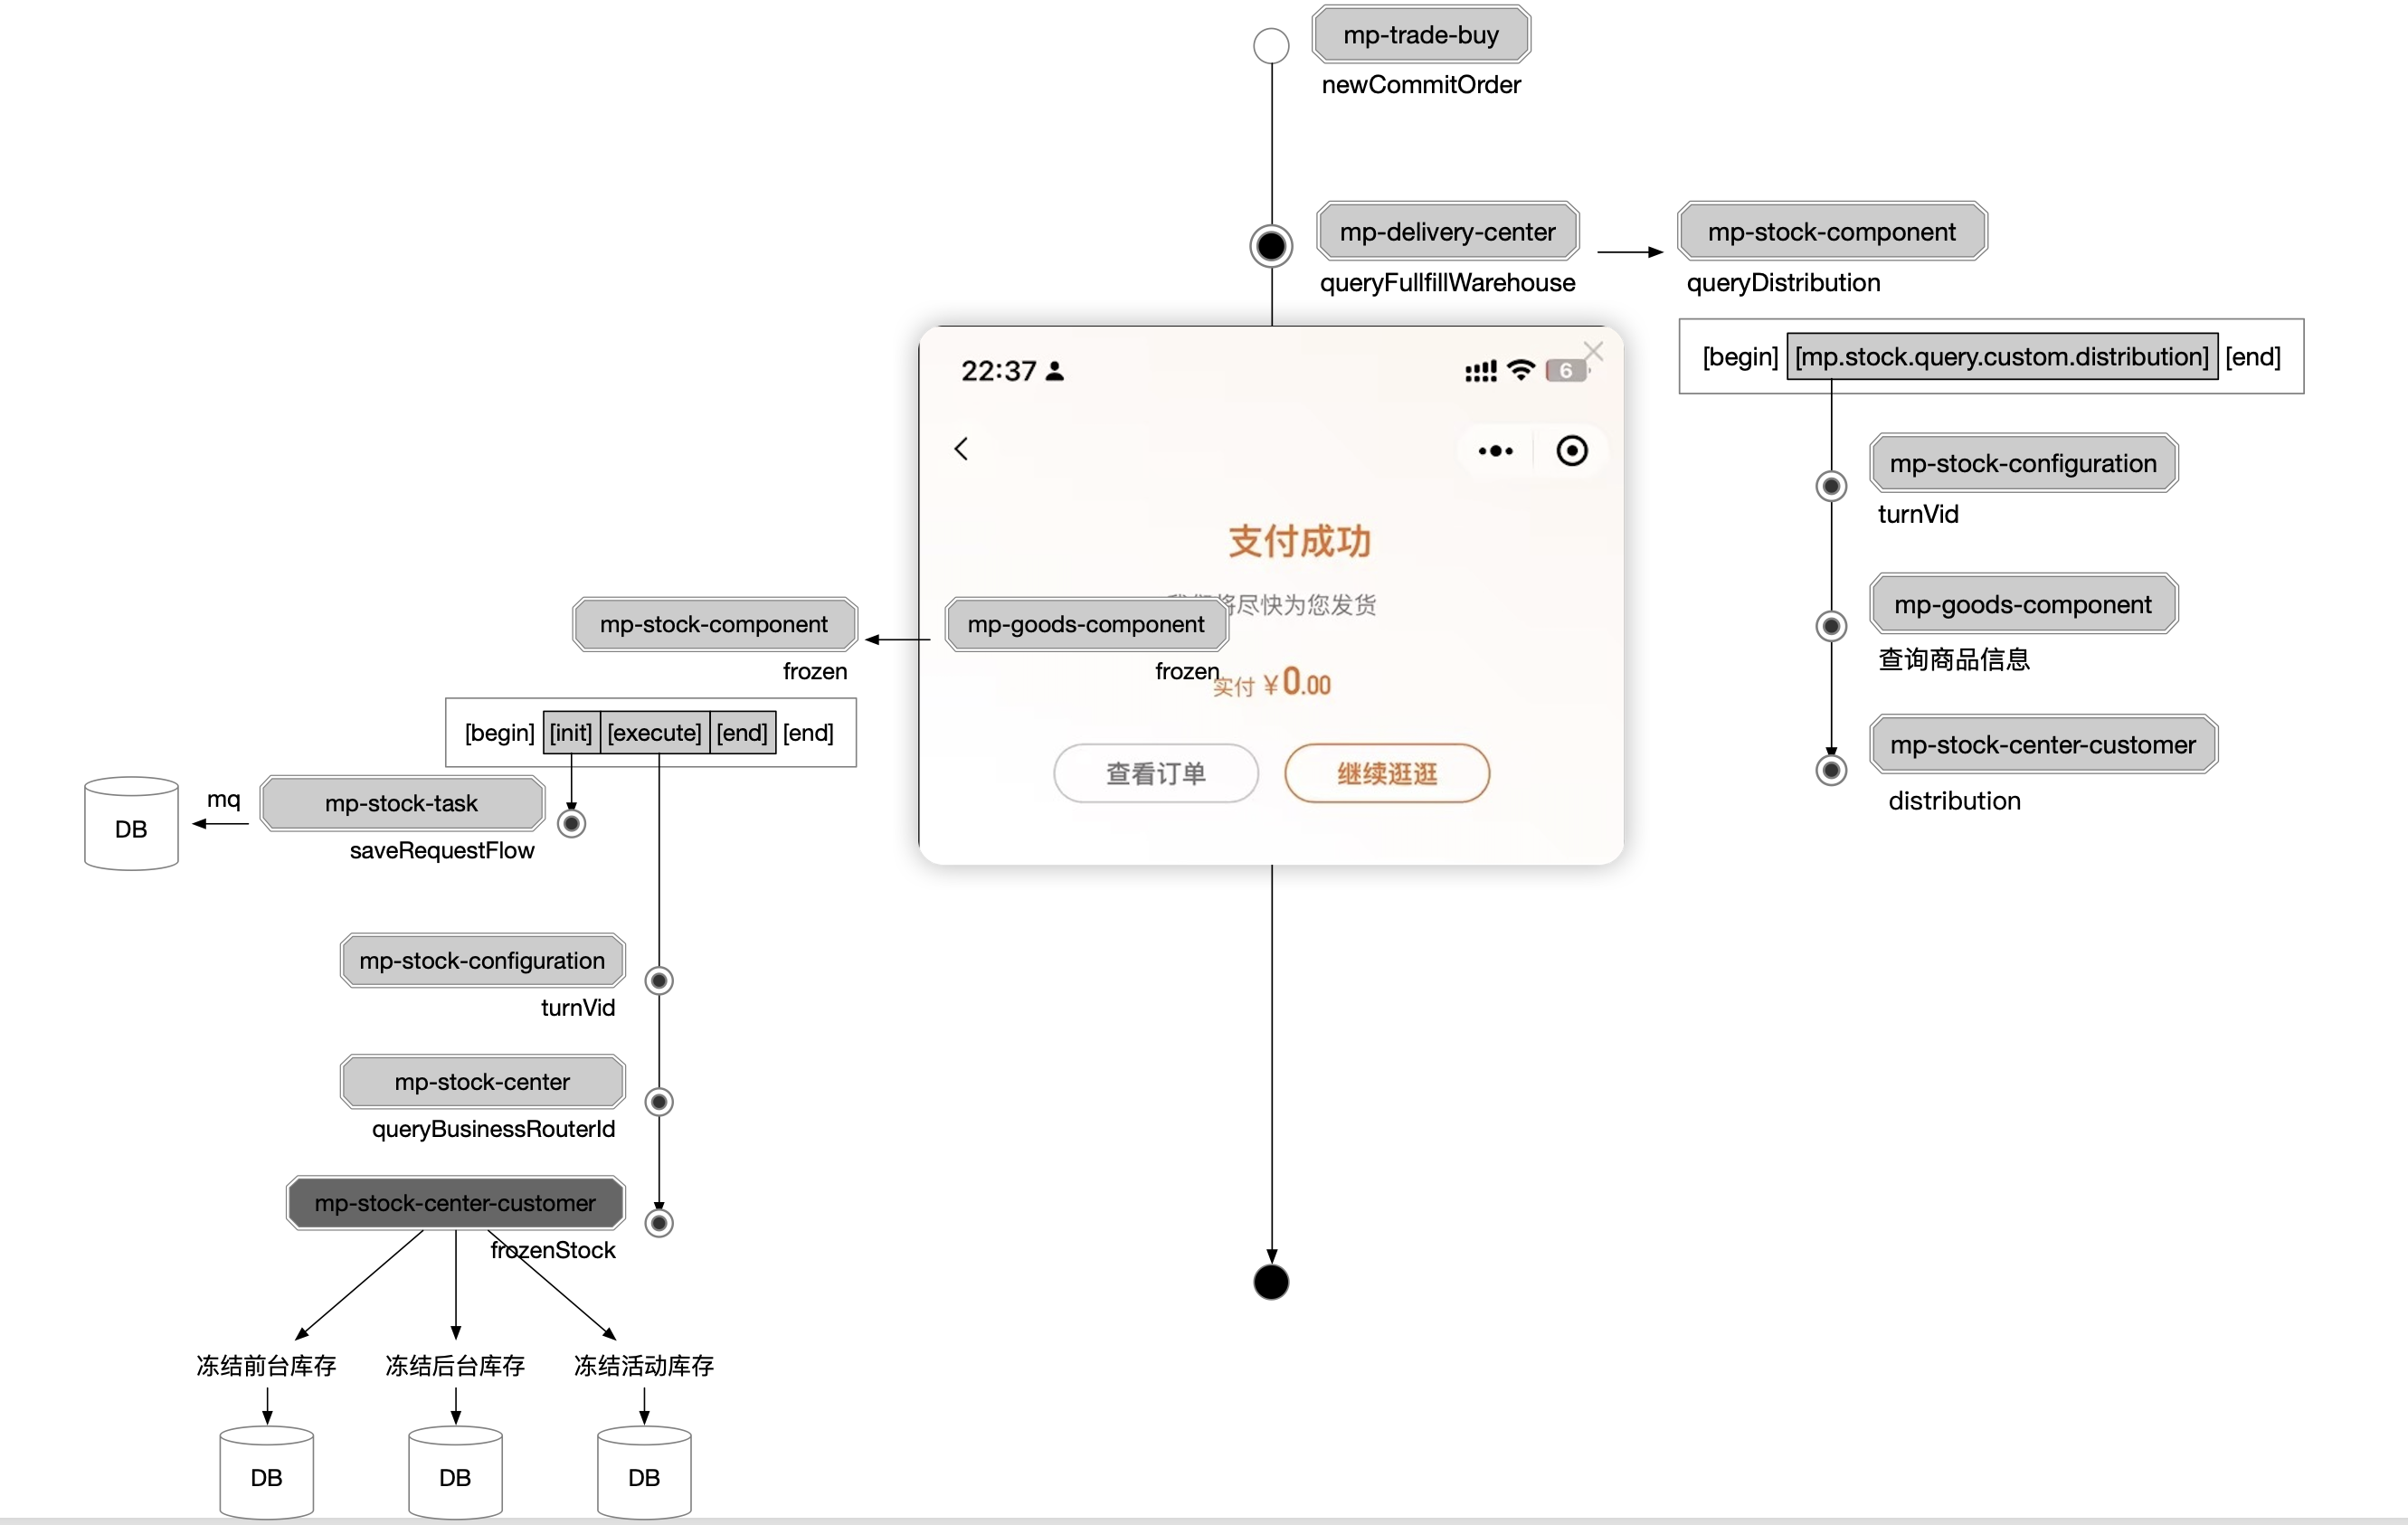 mp-trade-buy
newCommitOrder
mp-delivery-center
queryFullfillWarehouse
mp-stock-component
queryDistribution
[begin] [mp.stock.query.custom.distribution] [end]
mp-stock-configuration
turnVid
mp-goods-component
查询商品信息
mp-stock-center-customer
distribution
22:37
6
支付成功
将尽快为您发货
实付 ¥0.00
查看订单
继续逛逛
mp-goods-component
frozen
mp-stock-component
frozen
[begin] [init] [execute] [end] [end]
mp-stock-task
saveRequestFlow
mq
DB
mp-stock-configuration
turnVid
mp-stock-center
queryBusinessRouterId
mp-stock-center-customer
frozenStock
冻结前台库存
冻结后台库存
冻结活动库存
DB
DB
DB